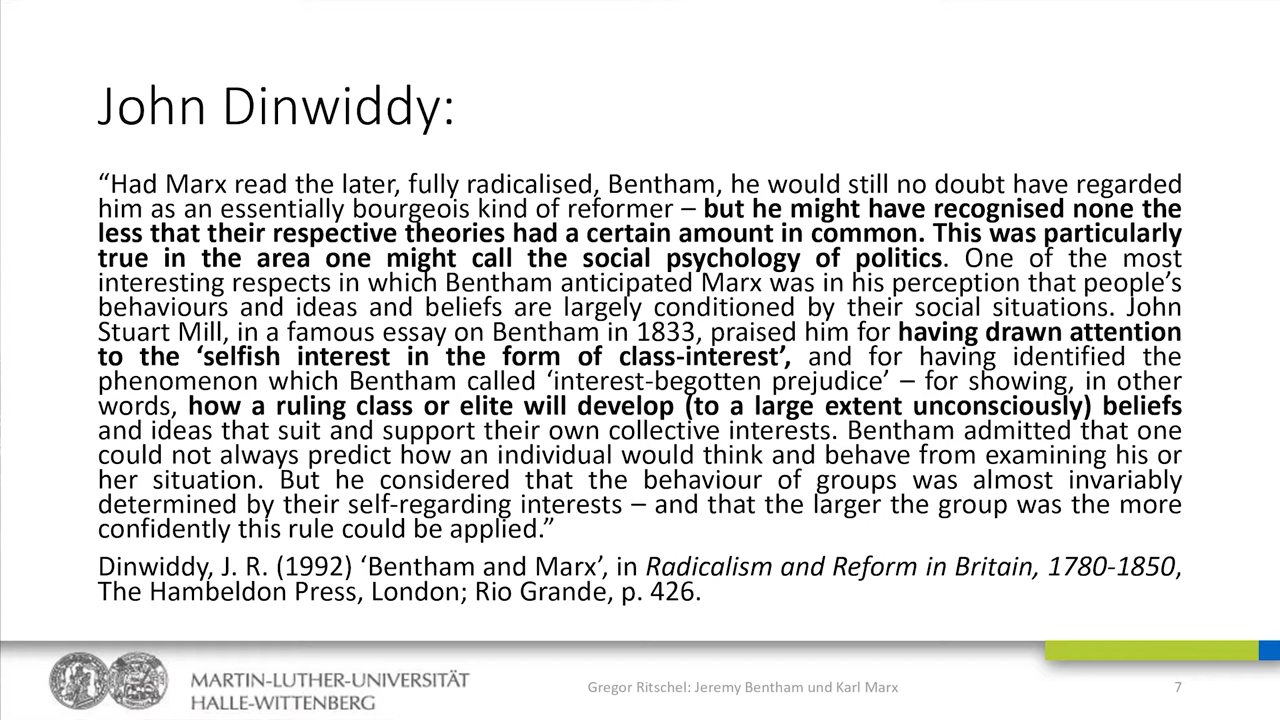 John Dinwiddy:
“Had Marx read the later, fully radicalised, Bentham, he would still no doubt have regarded
him as an essentially bourgeois kind of reformer – but he might have recognised none the
less that their respective theories had a certain amount in common. This was particularly
true in the area one might call the social psychology of politics. One of the most
interesting respects in which Bentham anticipated Marx was in his perception that people’s
behaviours and ideas and beliefs are largely conditioned by their social situations. John
Stuart Mill, in a famous essay on Bentham in 1833, praised him for having drawn attention
to the ‘selfish interest in the form of class-interest’, and for having identified the
phenomenon which Bentham called ‘interest-begotten prejudice’ – for showing, in other
words, how a ruling class or elite will develop (to a large extent unconsciously) beliefs
and ideas that suit and support their own collective interests. Bentham admitted that one
could not always predict how an individual would think and behave from examining his or
her situation. But he considered that the behaviour of groups was almost invariably
determined by their self-regarding interests – and that the larger the group was the more
confidently this rule could be applied.”
Dinwiddy, J. R. (1992) ‘Bentham and Marx’, in Radicalism and Reform in Britain, 1780-1850,
The Hambeldon Press, London; Rio Grande, p. 426.
MARTIN-LUTHER-UNIVERSITÄT
HALLE-WITTENBERG
Gregor Ritschel: Jeremy Bentham und Karl Marx
7